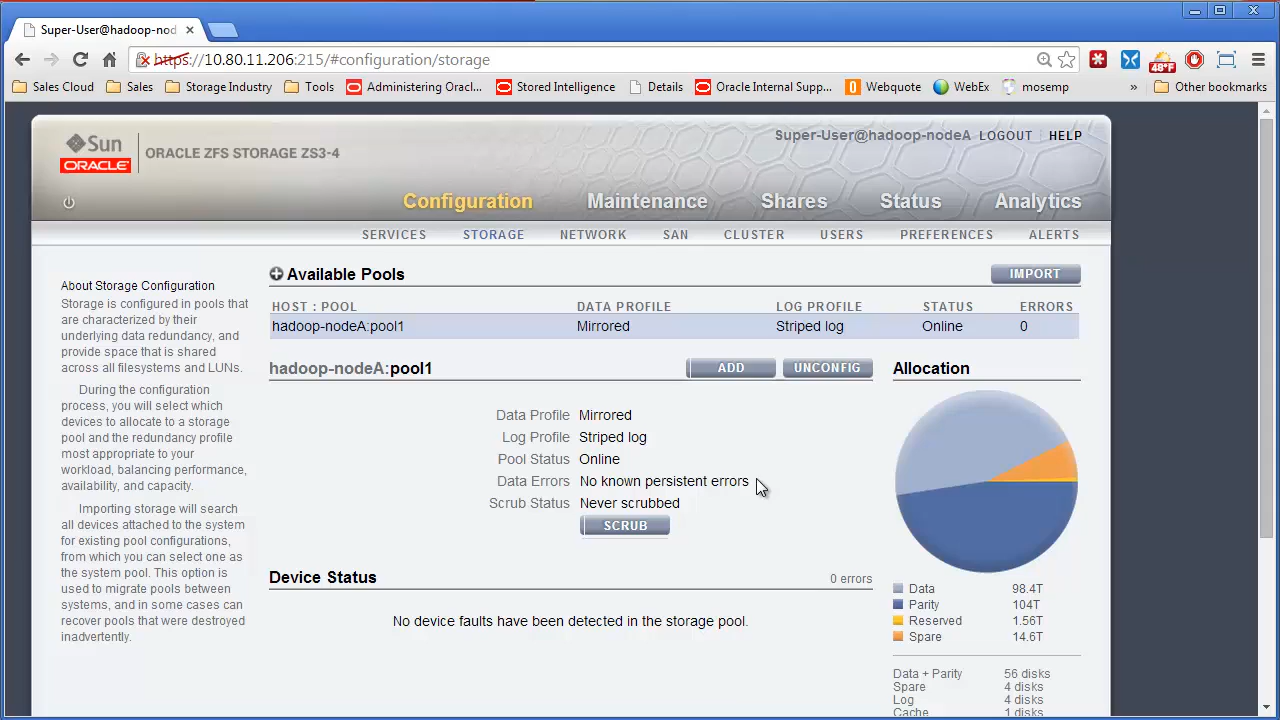 Super-User@hadoop-nod
https://10.80.11.206:215/#configuration/storage
48°F
Sales Cloud Sales Storage Industry Tools Administering Orac... Stored Intelligence Details Oracle Internal Supp... Webquote WebEx mosemp » Other bookmarks
Sun
ORACLE
ORACLE ZFS STORAGE ZS3-4
Super-User@hadoop-nodeA LOGOUT HELP
Configuration Maintenance Shares Status Analytics
SERVICES STORAGE NETWORK SAN CLUSTER USERS PREFERENCES ALERTS
About Storage Configuration
Storage is configured in pools that
are characterized by their
underlying data redundancy, and
provide space that is shared
across all filesystems and LUNs.
During the configuration
process, you will select which
devices to allocate to a storage
pool and the redundancy profile
most appropriate to your
workload, balancing performance,
availability, and capacity.
Importing storage will search
all devices attached to the system
for existing pool configurations,
from which you can select one as
the system pool. This option is
used to migrate pools between
systems, and in some cases can
recover pools that were destroyed
inadvertently.
Available Pools IMPORT
HOST : POOL DATA PROFILE LOG PROFILE STATUS ERRORS
hadoop-nodeA:pool1 Mirrored Striped log Online 0
hadoop-nodeA:pool1 ADD UNCONFIG
Data Profile Mirrored
Log Profile Striped log
Pool Status Online
Data Errors No known persistent errors
Scrub Status Never scrubbed
SCRUB
Device Status 0 errors
No device faults have been detected in the storage pool.
Allocation
Data 98.4T
Parity 104T
Reserved 1.56T
Spare 14.6T
Data + Parity 56 disks
Spare 4 disks
Log 4 disks
Cache 1 disks